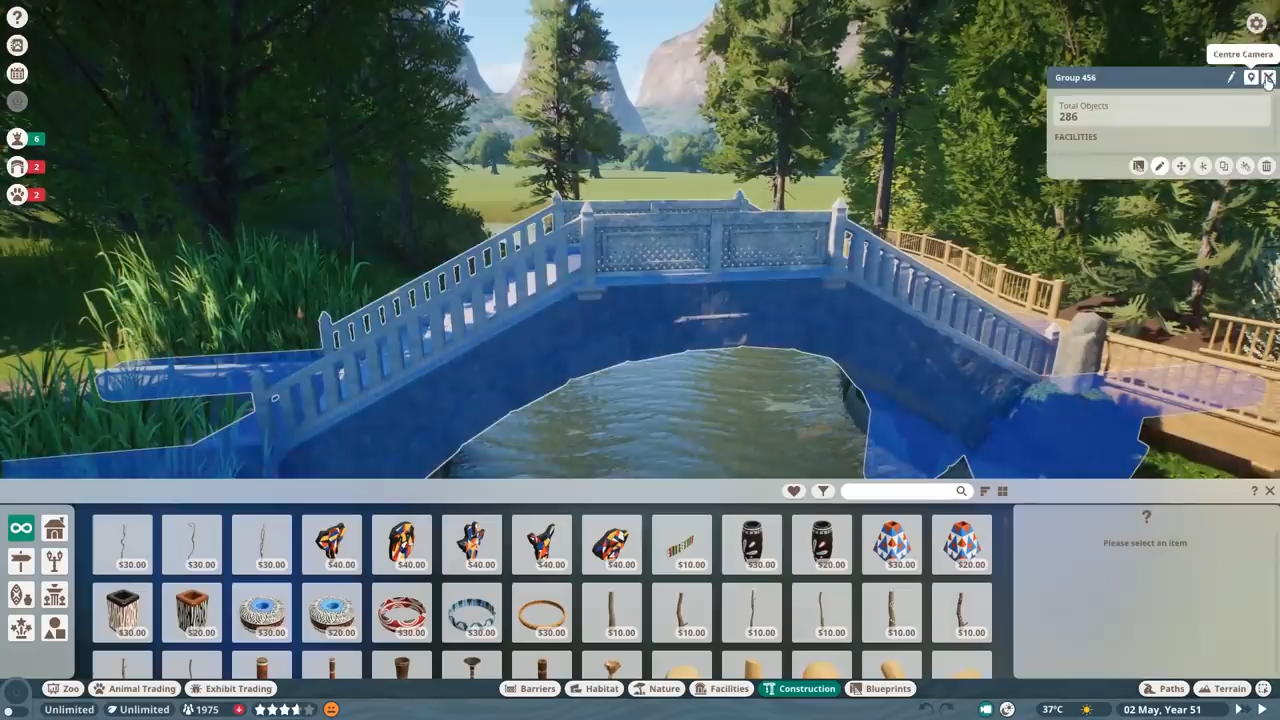 ?
Centre Camera
Group 456
Total Objects
286
FACILITIES
6
2
2
? 
$30.00 $30.00 $30.00 $40.00 $40.00 $40.00 $40.00 $40.00 $10.00 $30.00 $20.00 $30.00 $20.00
$30.00 $20.00 $30.00 $20.00 $30.00 $30.00 $30.00 $10.00 $10.00 $10.00 $10.00 $10.00 $10.00
?
Please select an item
Zoo Animal Trading Exhibit Trading Barriers Habitat Nature Facilities Construction Blueprints Paths Terrain
Unlimited Unlimited 1975 37°C 02 May, Year 51